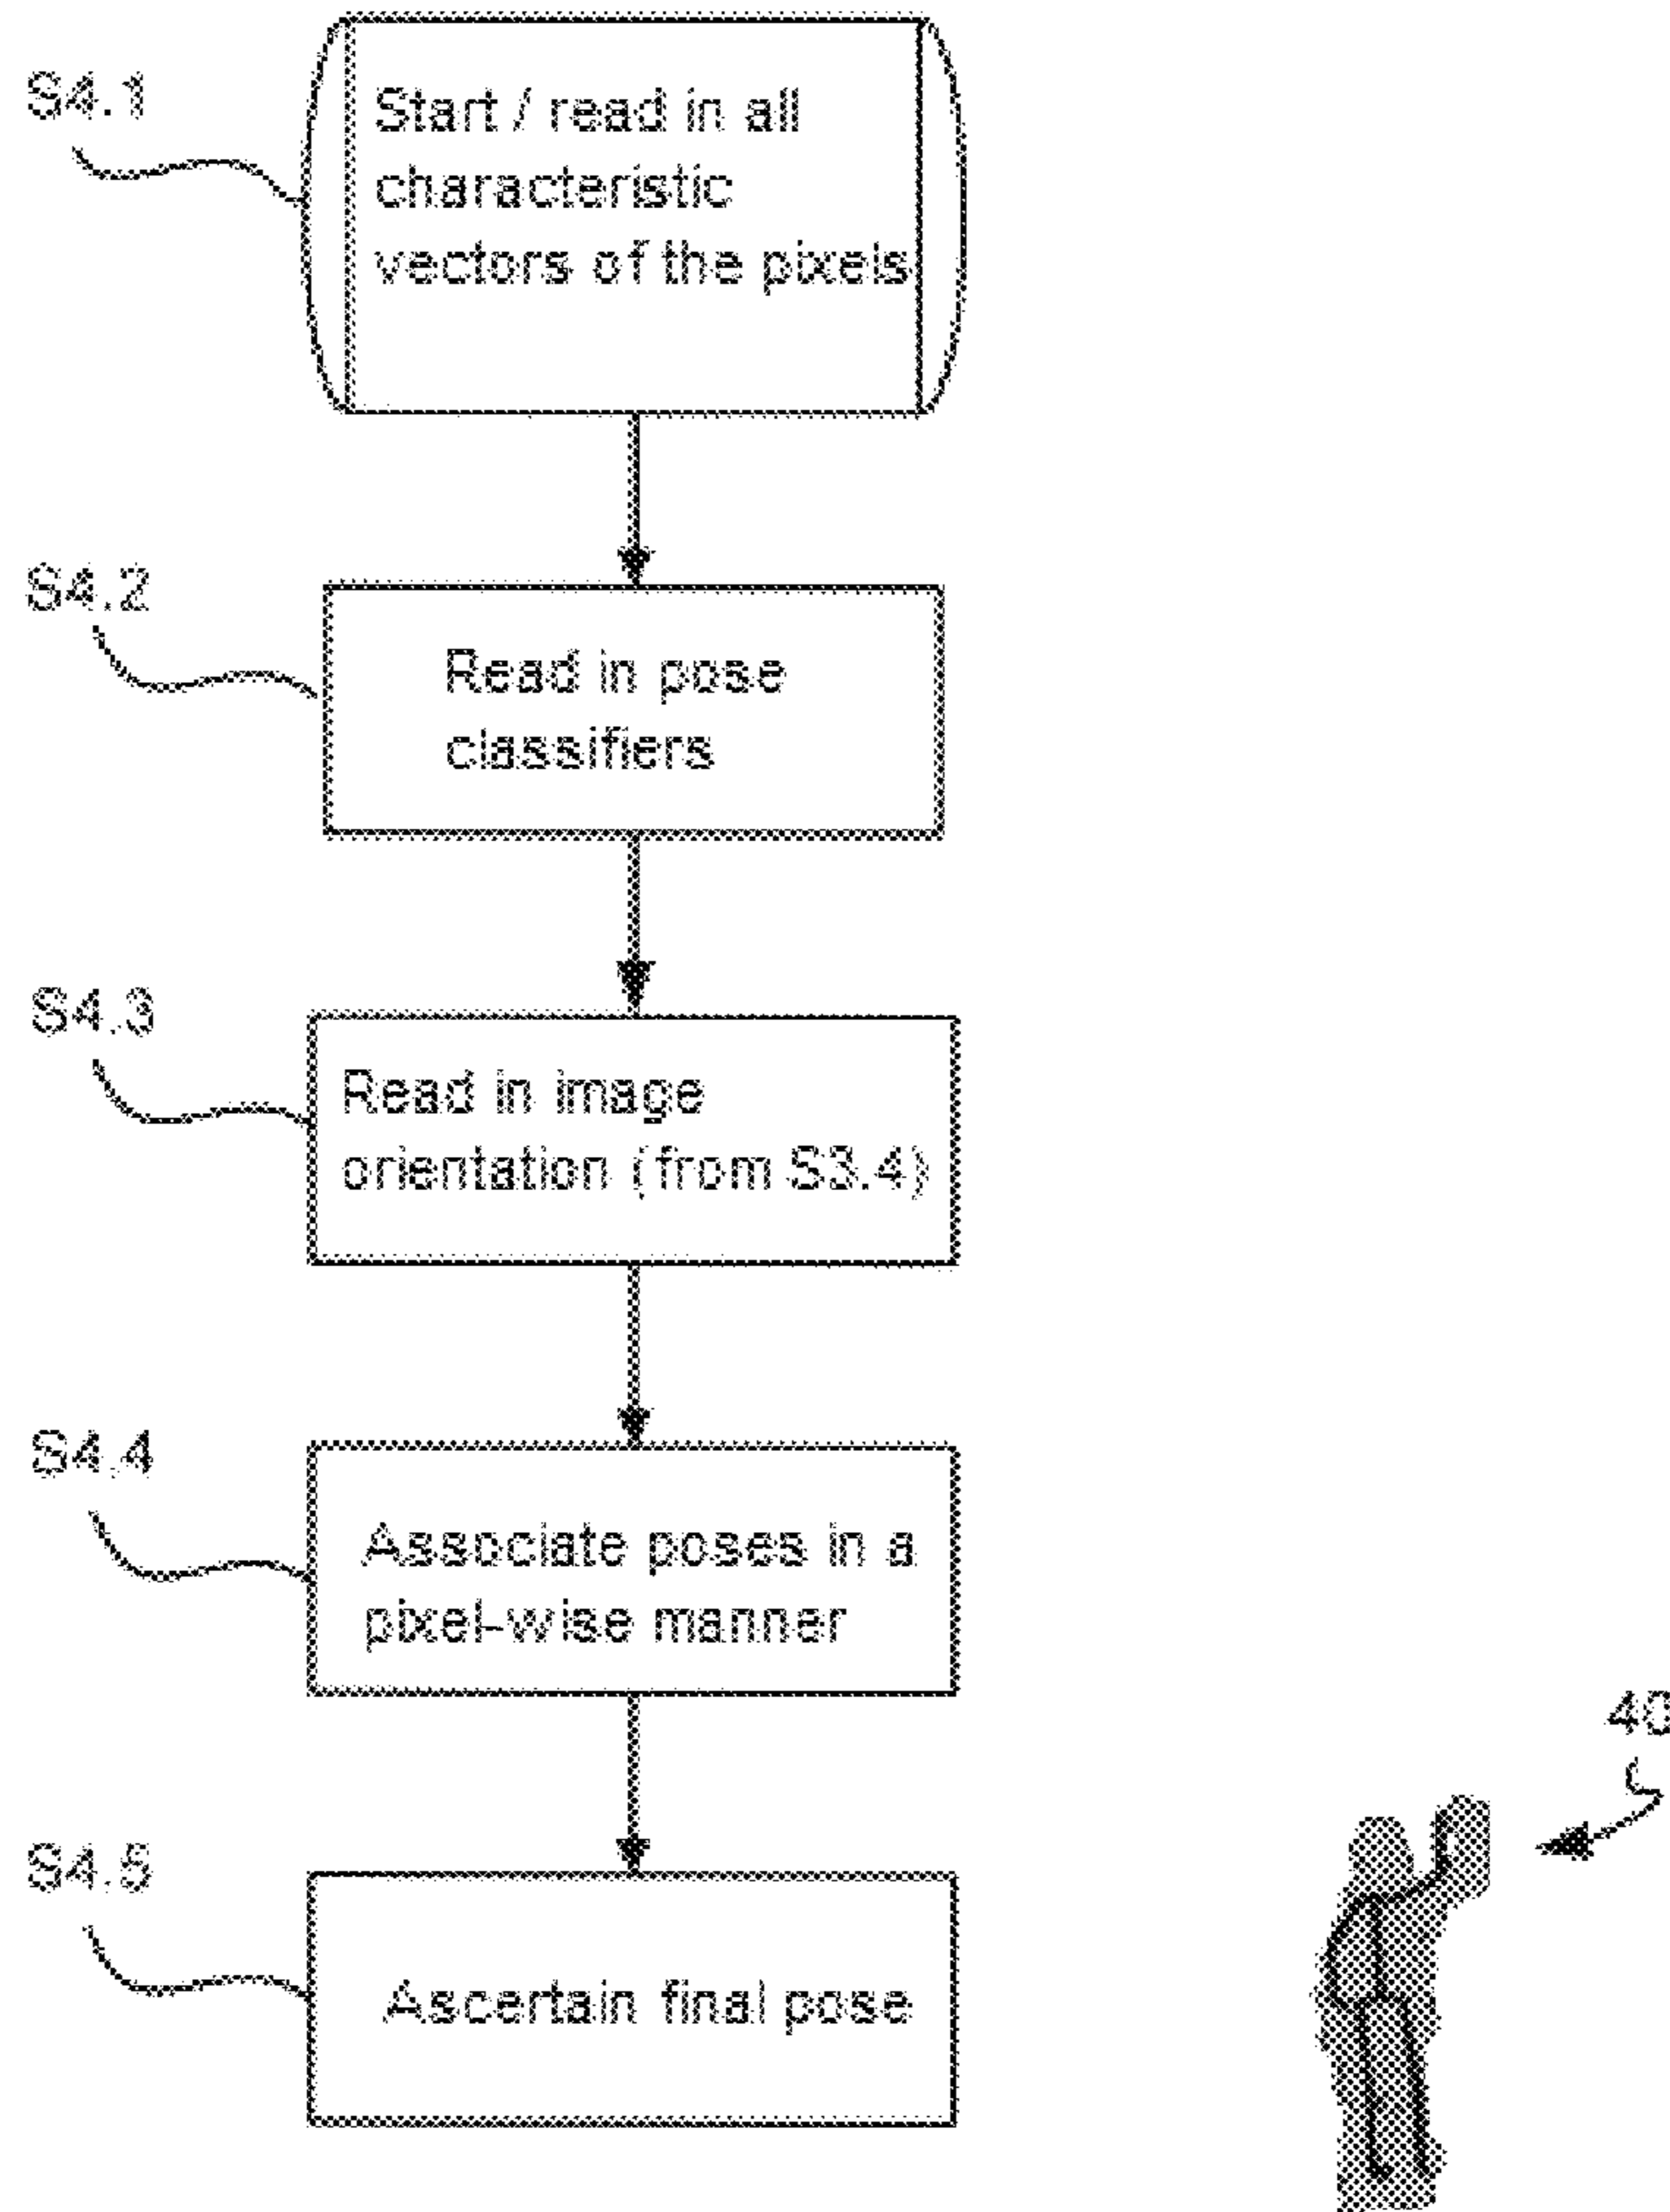 S4.1
Start / read in all
characteristic
vectors of the pixels
S4.2
Read in pose
classifiers
S4.3
Read in image
orientation (from S3.4)
S4.4
Associate poses in a
pixel-wise manner
40
S4.5
Ascertain final pose